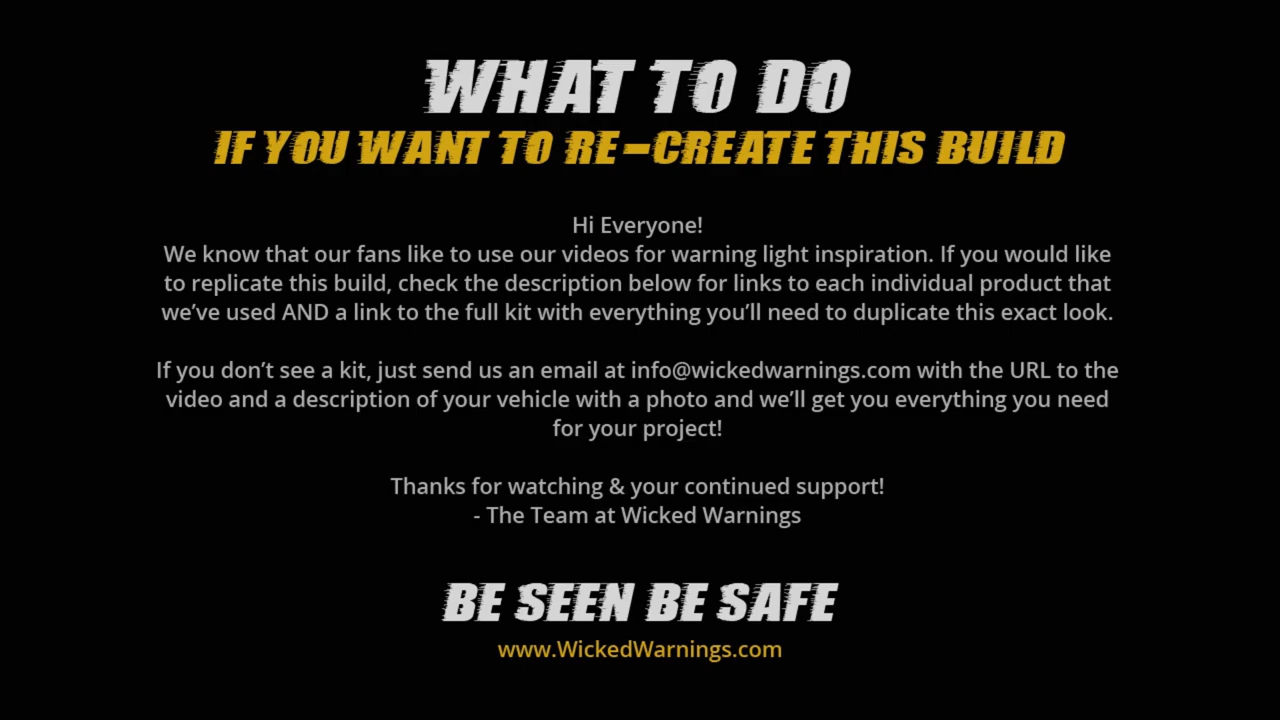 WHAT TO DO
IF YOU WANT TO RE-CREATE THIS BUILD
Hi Everyone!
We know that our fans like to use our videos for warning light inspiration. If you would like
to replicate this build, check the description below for links to each individual product that
we’ve used AND a link to the full kit with everything you’ll need to duplicate this exact look.
If you don’t see a kit, just send us an email at info@wickedwarnings.com with the URL to the
video and a description of your vehicle with a photo and we’ll get you everything you need
for your project!
Thanks for watching & your continued support!
- The Team at Wicked Warnings
BE SEEN BE SAFE
www.WickedWarnings.com